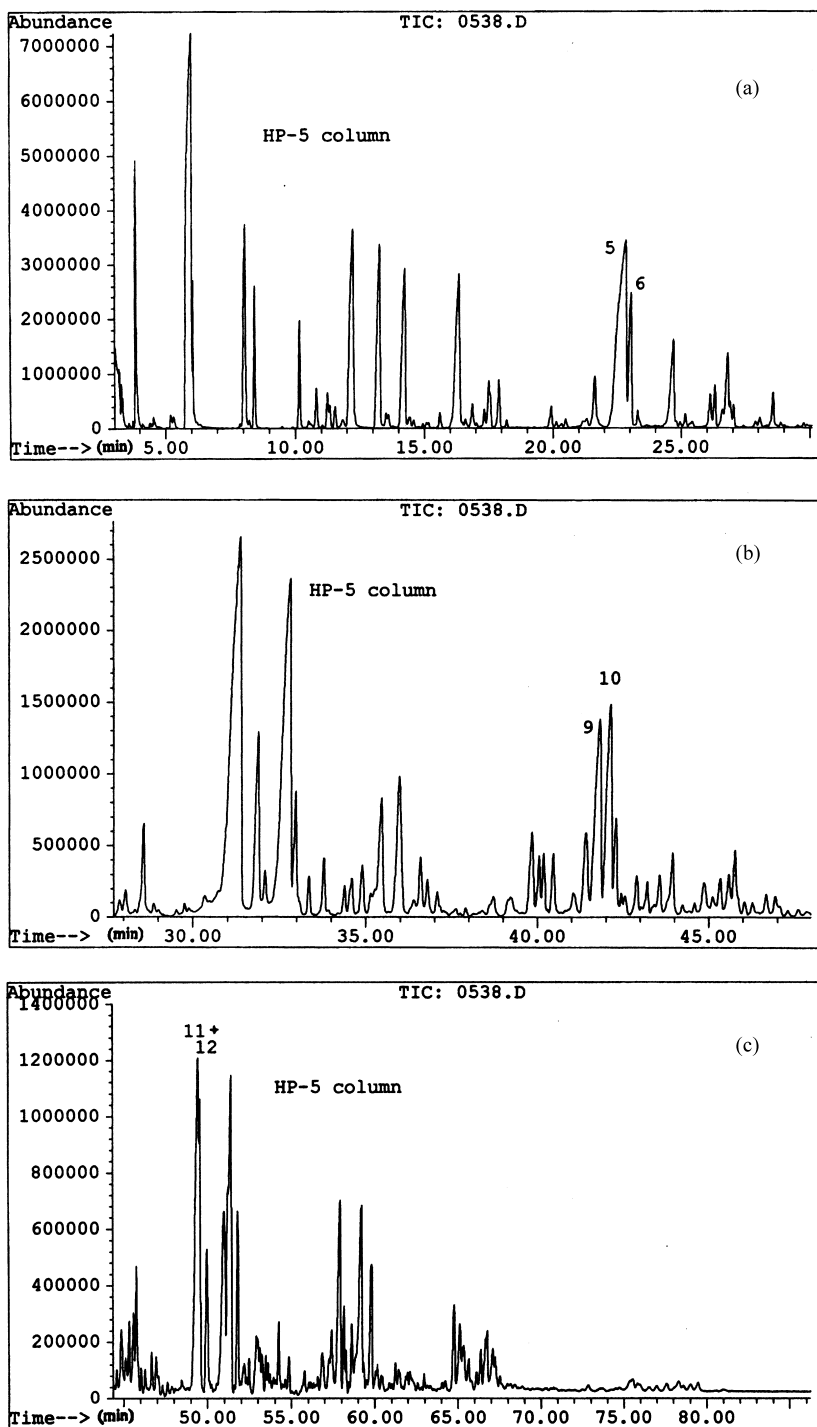 Abundance TIC: 0538.D
7000000 (a)
6000000
HP-5 column
5000000
4000000
3000000 5
6
2000000
1000000
0
Time--> (min) 5.00 10.00 15.00 20.00 25.00
Abundance TIC: 0538.D
2500000 (b)
HP-5 column
2000000
10
1500000
9
1000000
500000
0
Time--> (min) 30.00 35.00 40.00 45.00
Abundance TIC: 0538.D
1400000
11+ (c)
12
1200000
HP-5 column
1000000
800000
600000
400000
200000
0
Time--> (min) 50.00 55.00 60.00 65.00 70.00 75.00 80.00